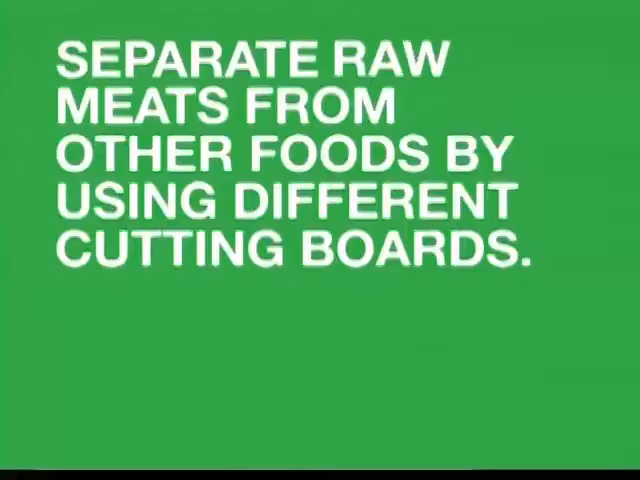 SEPARATE RAW
MEATS FROM
OTHER FOODS BY
USING DIFFERENT
CUTTING BOARDS.